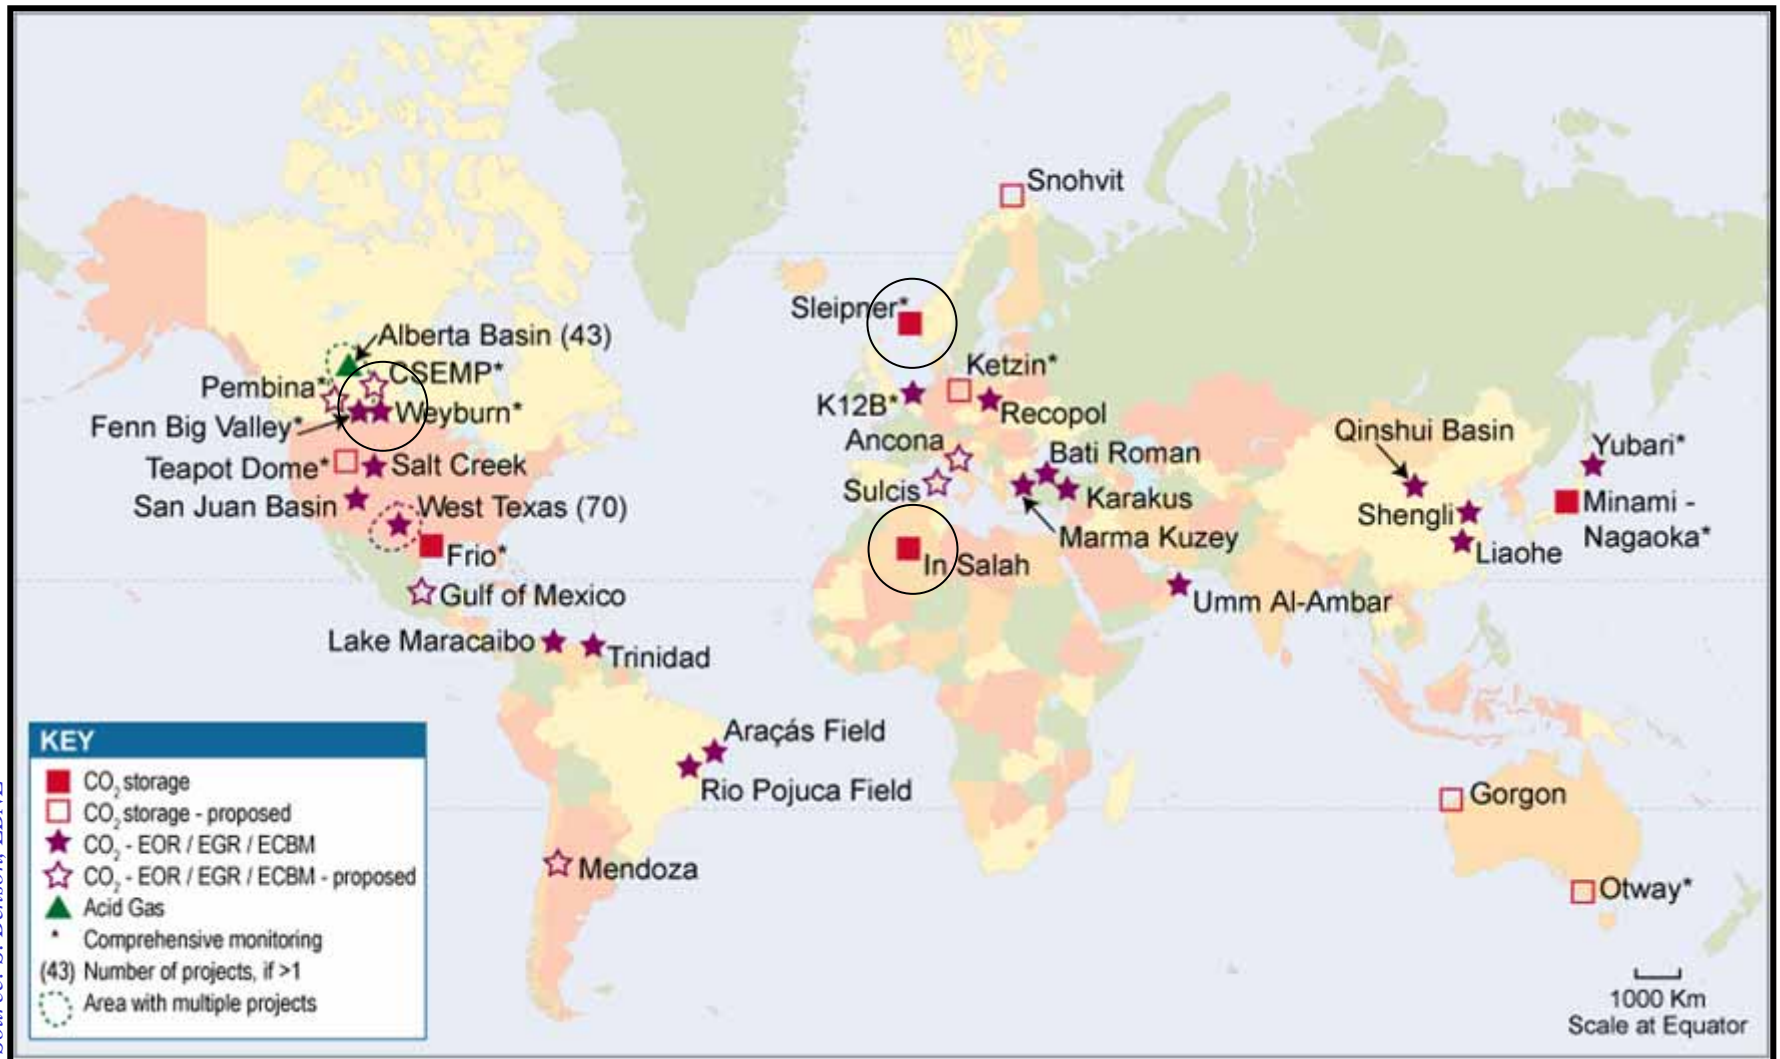 Snohvit
Sleipner*
Alberta Basin (43)
CSEMP*
Pembina*
Weyburn*
Fenn Big Valley*
Teapot Dome*
Salt Creek
San Juan Basin
West Texas (70)
Frio*
Gulf of Mexico
Lake Maracaibo
Trinidad
Araçás Field
Rio Pojuca Field
Mendoza
Ketzin*
K12B*
Recopol
Ancona
Sulcis
Bati Roman
Karakus
Marma Kuzey
In Salah
Umm Al-Ambar
Qinshui Basin
Yubari*
Minami -
Nagaoka*
Shengli
Liaohe
Gorgon
Otway*
1000 Km
Scale at Equator
KEY
CO₂ storage
CO₂ storage - proposed
CO₂ - EOR / EGR / ECBM
CO₂ - EOR / EGR / ECBM - proposed
Acid Gas
* Comprehensive monitoring
(43) Number of projects, if >1
Area with multiple projects